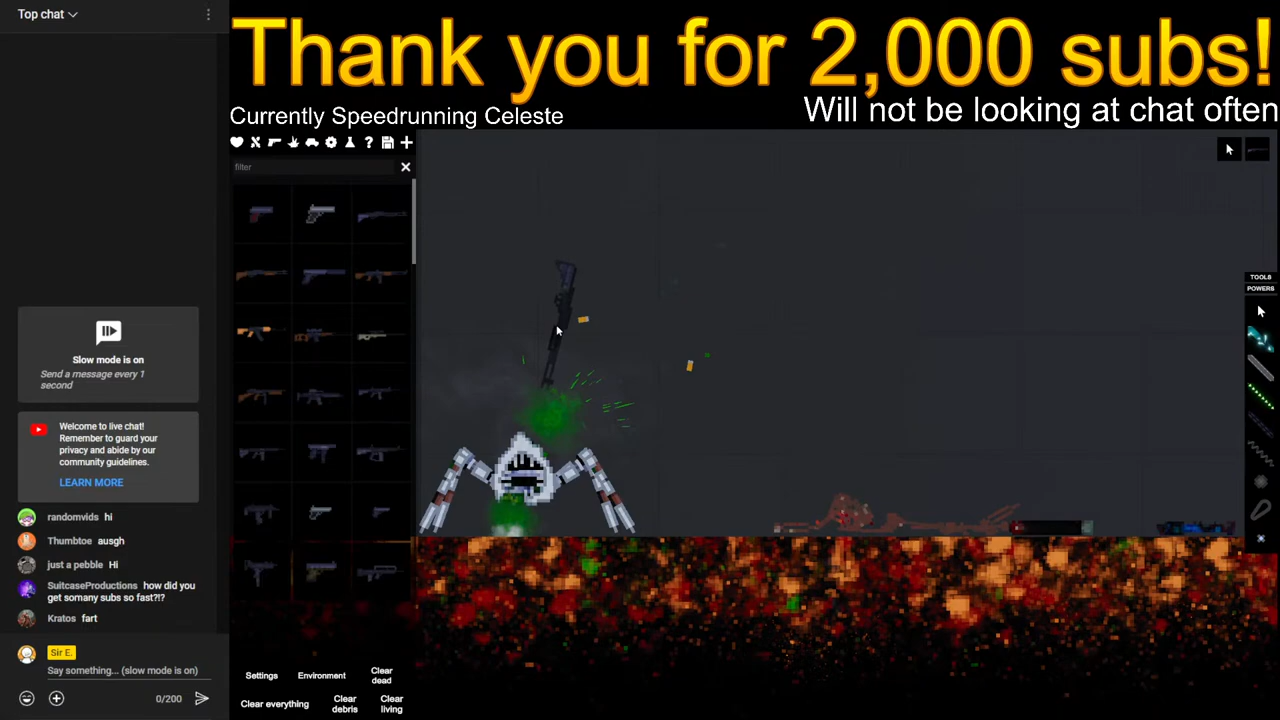 Top chat
Thank you for 2,000 subs!
Currently Speedrunning Celeste
Will not be looking at chat often
filter
TOOLS
POWERS
Slow mode is on
Send a message every 1
second
Welcome to live chat!
Remember to guard your
privacy and abide by our
community guidelines.
LEARN MORE
randomvids hi
Thumbtoe ausgh
just a pebble Hi
SuitcaseProductions how did you
get somany subs so fast?!?
Kratos fart
Sir E.
Say something... (slow mode is on)
0/200
Settings
Environment
Clear
dead
Clear everything
Clear
debris
Clear
living